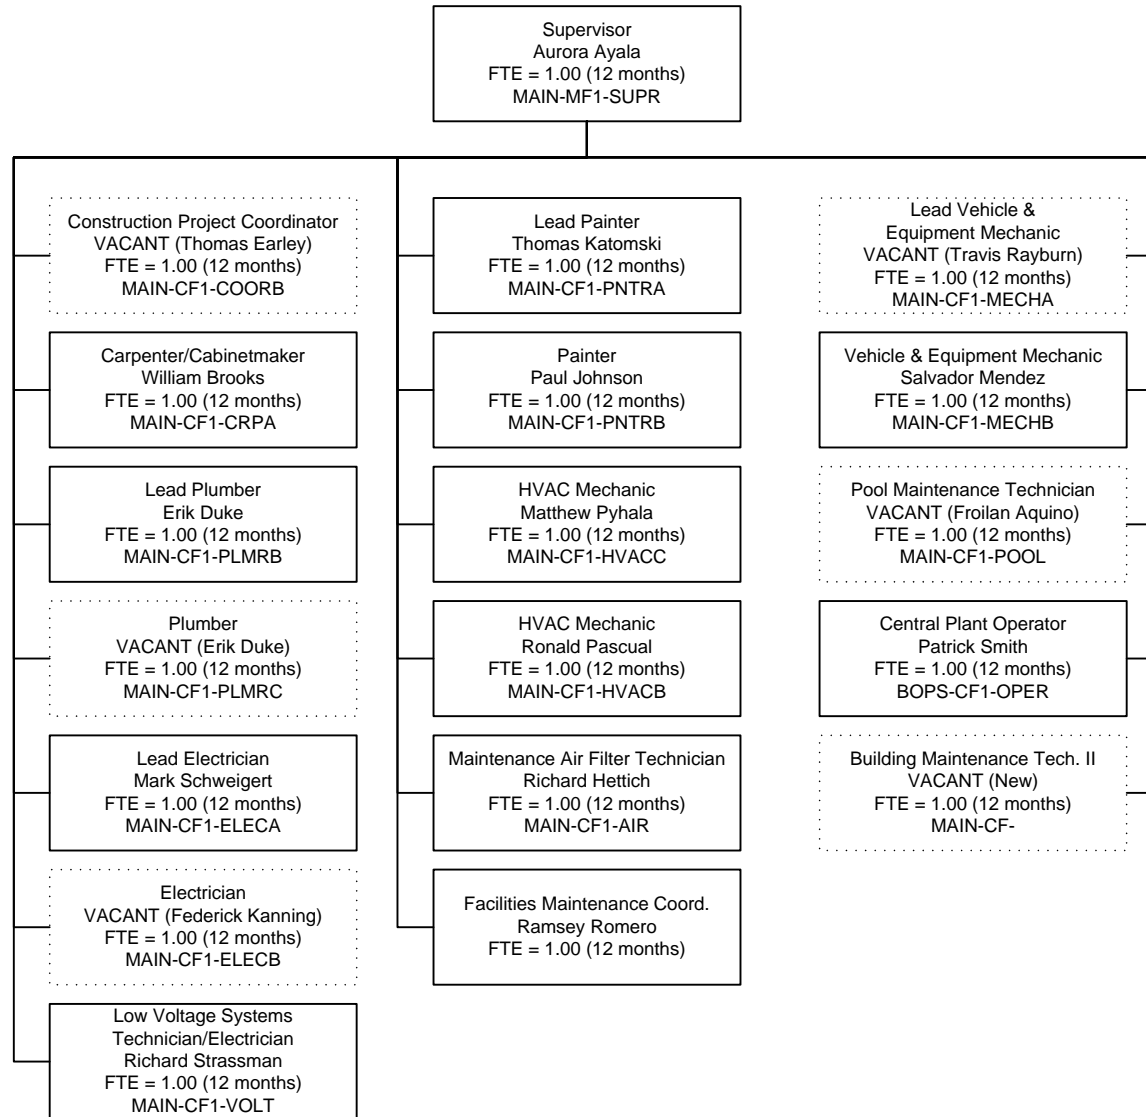 Supervisor
Aurora Ayala
FTE = 1.00 (12 months)
MAIN-MF1-SUPR
Construction Project Coordinator
VACANT (Thomas Earley)
FTE = 1.00 (12 months)
MAIN-CF1-COORB
Carpenter/Cabinetmaker
William Brooks
FTE = 1.00 (12 months)
MAIN-CF1-CRPA
Lead Plumber
Erik Duke
FTE = 1.00 (12 months)
MAIN-CF1-PLMRB
Plumber
VACANT (Erik Duke)
FTE = 1.00 (12 months)
MAIN-CF1-PLMRC
Lead Electrician
Mark Schweigert
FTE = 1.00 (12 months)
MAIN-CF1-ELECA
Electrician
VACANT (Federick Kanning)
FTE = 1.00 (12 months)
MAIN-CF1-ELECB
Low Voltage Systems
Technician/Electrician
Richard Strassman
FTE = 1.00 (12 months)
MAIN-CF1-VOLT
Lead Painter
Thomas Katomski
FTE = 1.00 (12 months)
MAIN-CF1-PNTRA
Painter
Paul Johnson
FTE = 1.00 (12 months)
MAIN-CF1-PNTRB
HVAC Mechanic
Matthew Pyhala
FTE = 1.00 (12 months)
MAIN-CF1-HVACC
HVAC Mechanic
Ronald Pascual
FTE = 1.00 (12 months)
MAIN-CF1-HVACB
Maintenance Air Filter Technician
Richard Hettich
FTE = 1.00 (12 months)
MAIN-CF1-AIR
Facilities Maintenance Coord.
Ramsey Romero
FTE = 1.00 (12 months)
Lead Vehicle &
Equipment Mechanic
VACANT (Travis Rayburn)
FTE = 1.00 (12 months)
MAIN-CF1-MECHA
Vehicle & Equipment Mechanic
Salvador Mendez
FTE = 1.00 (12 months)
MAIN-CF1-MECHB
Pool Maintenance Technician
VACANT (Froilan Aquino)
FTE = 1.00 (12 months)
MAIN-CF1-POOL
Central Plant Operator
Patrick Smith
FTE = 1.00 (12 months)
BOPS-CF1-OPER
Building Maintenance Tech. II
VACANT (New)
FTE = 1.00 (12 months)
MAIN-CF-